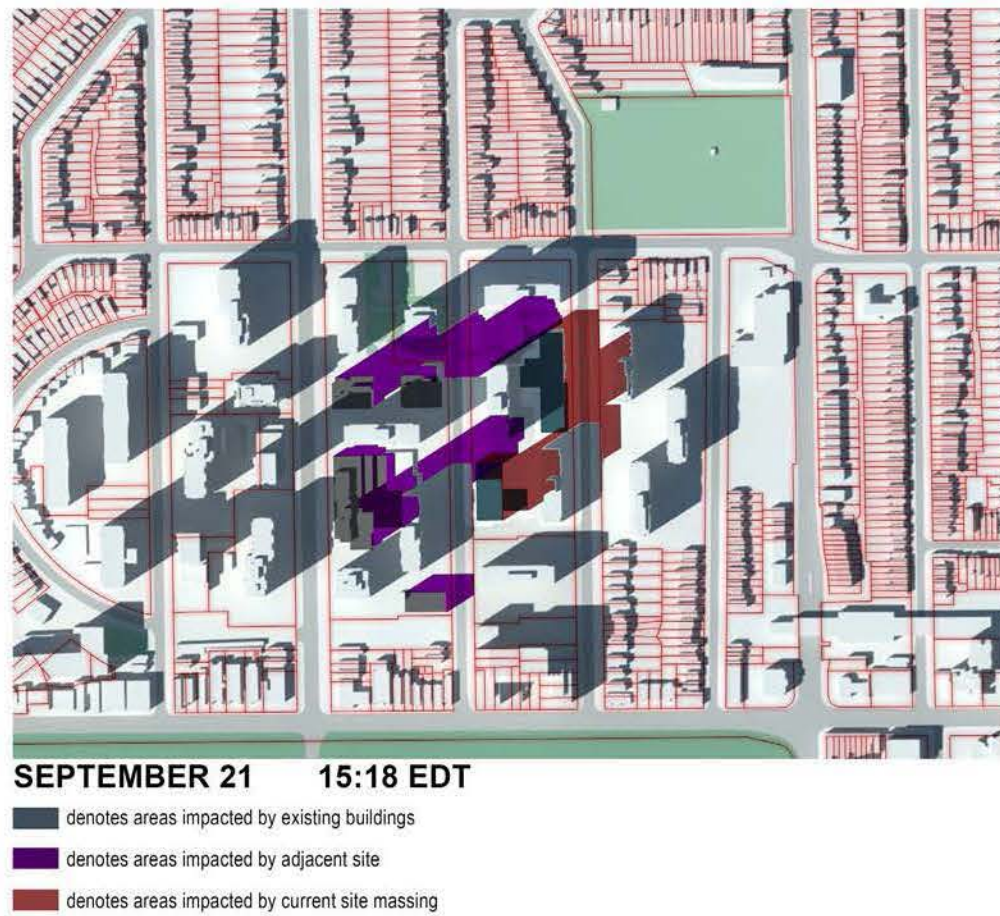 SEPTEMBER 21 15:18 EDT
denotes areas impacted by existing buildings
denotes areas impacted by adjacent site
denotes areas impacted by current site massing